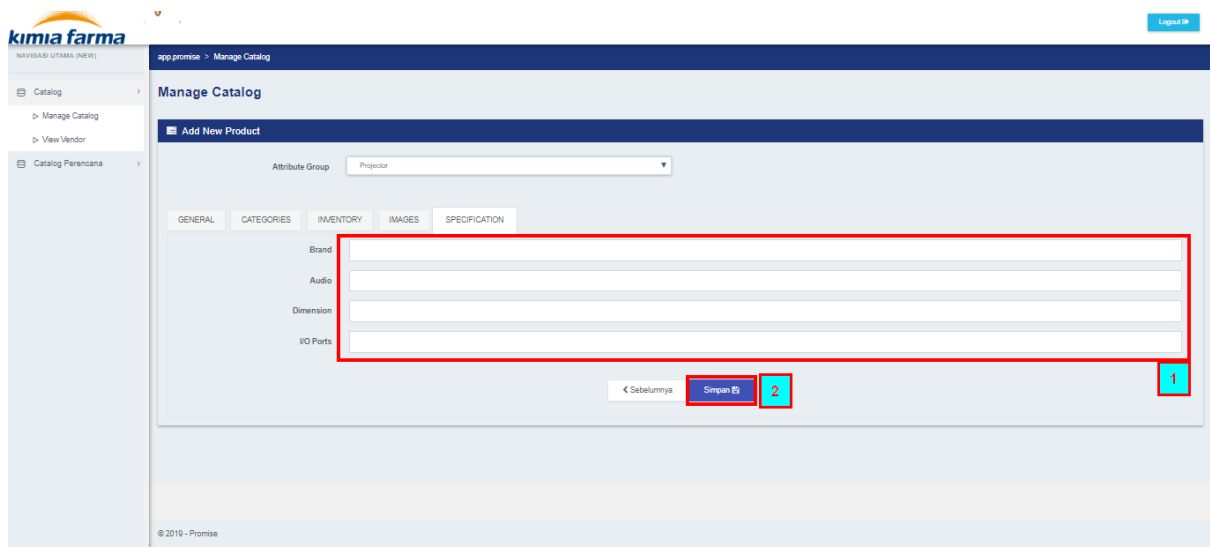 kimia farma
Logout
NAVIGASI UTAMA (NEW)
app.promise > Manage Catalog
Catalog
Manage Catalog
View Vendor
Catalog Perencana
Manage Catalog
Add New Product
Attribute Group
Projector
GENERAL CATEGORIES INVENTORY IMAGES SPECIFICATION
Brand
Audio
Dimension
I/O Ports
1
Sebelumnya Simpan 2
© 2019 - Promise